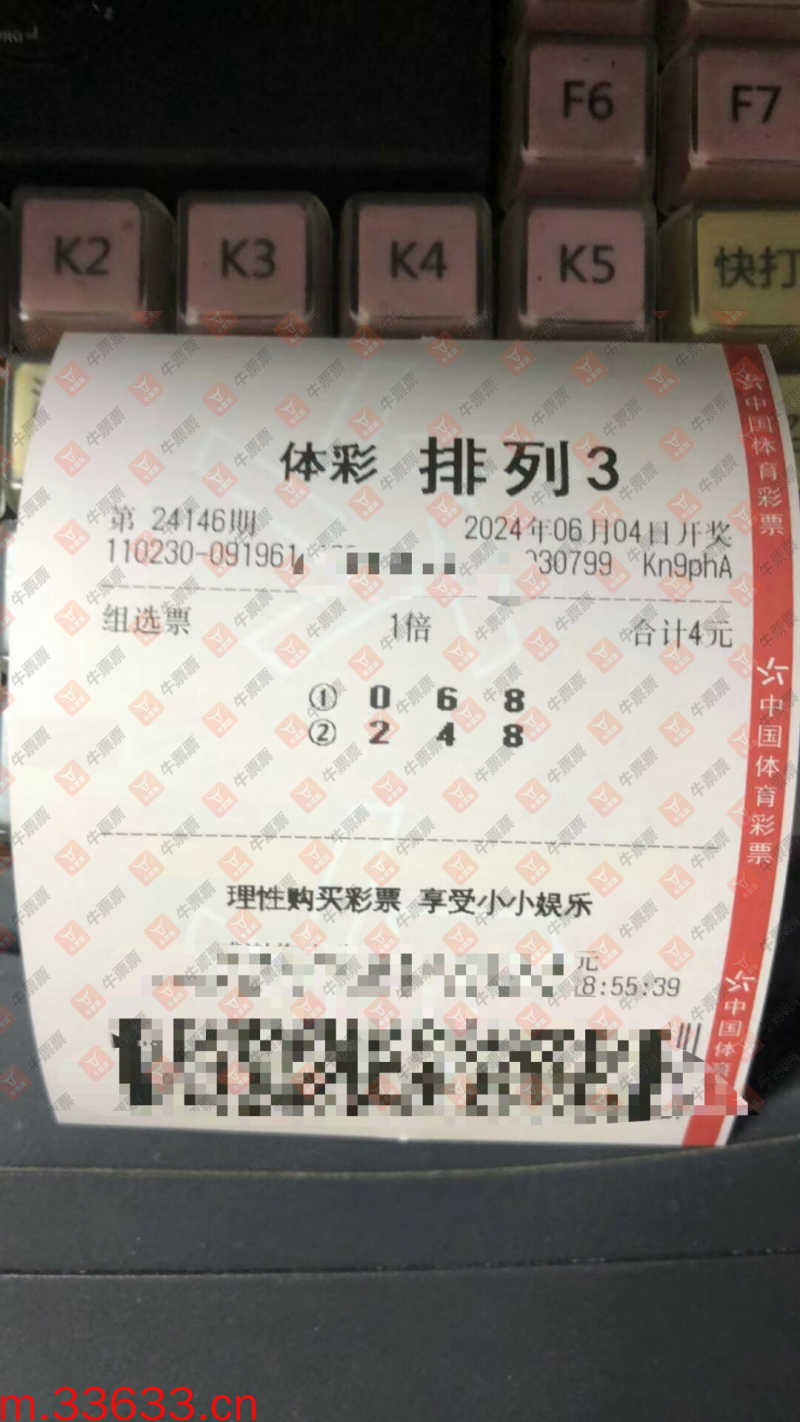 F6 F7
K2 K3 K4 K5 快打
体彩 排列3
第 24146期 2024年06月04日开奖
110230-091961 030799 Kn9phA
组选票 1倍 合计4元
① 0 6 8
② 2 4 8
理性购买彩票 享受小小娱乐
元
8:55:39
中国体育彩票
中国体育彩票
中国体育
牛票票
m.33633.cn